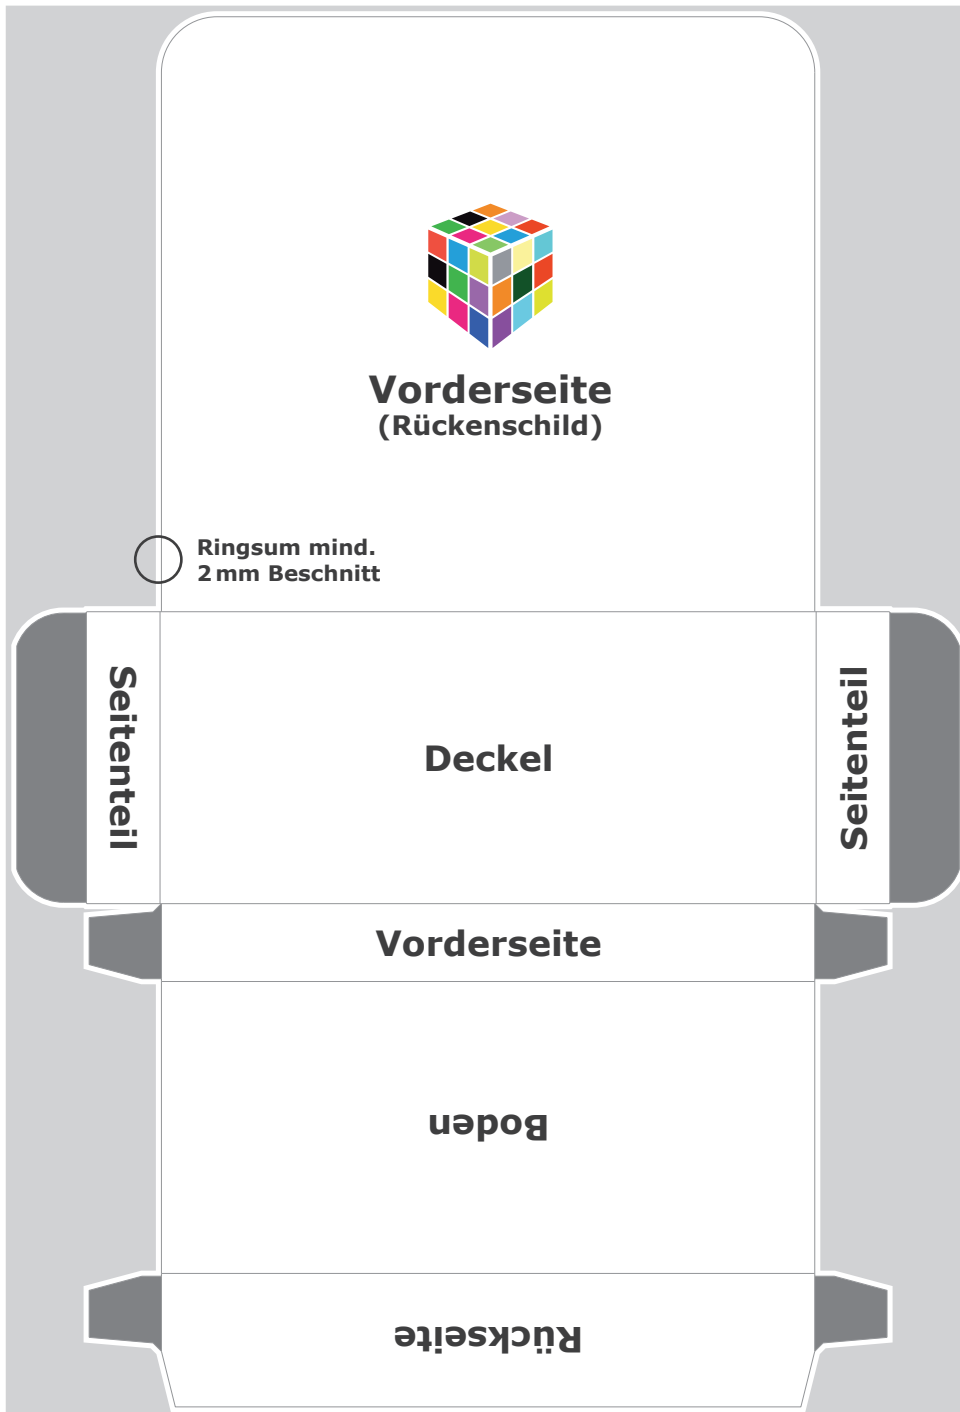 Vorderseite
(Rückenschild)
Ringsum mind.
2 mm Beschnitt
Seitenteil
Deckel
Seitenteil
Vorderseite
Boden
Rückseite